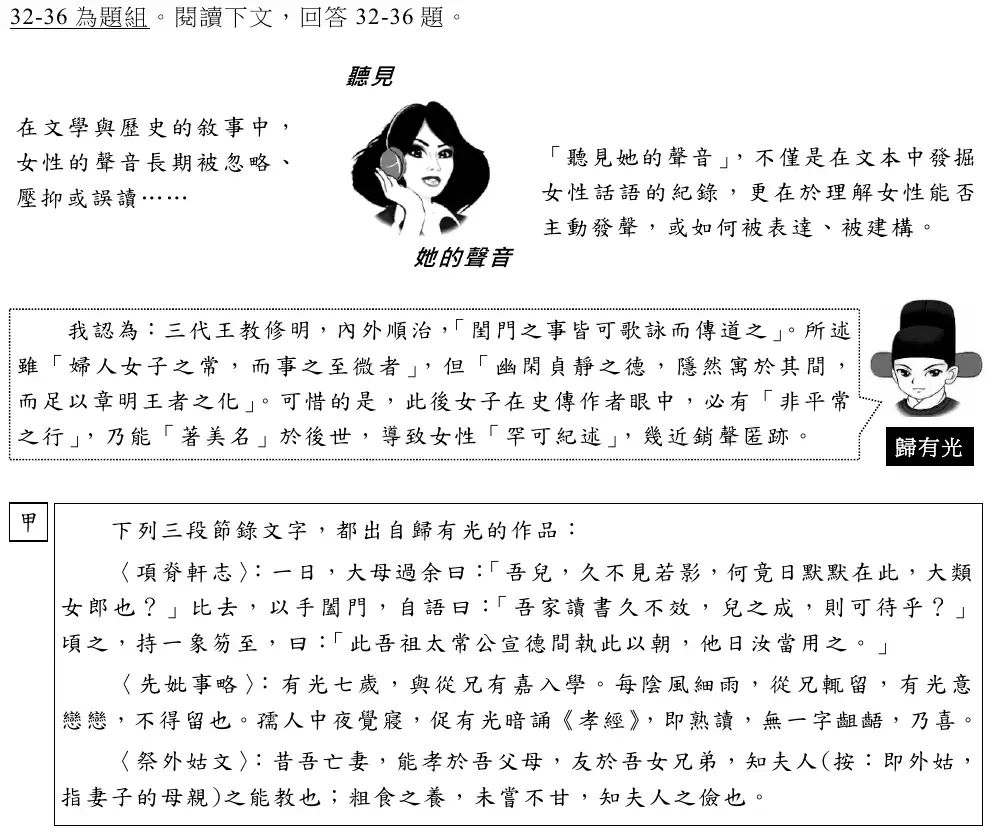 32-36 為題組。閱讀下文,回答 32-36 題。
聽見
在文學與歷史的敘事中,
女性的聲音長期被忽略、
壓抑或誤讀……
「聽見她的聲音」,不僅是在文本中發掘
女性話語的紀錄,更在於理解女性能否
主動發聲,或如何被表達、被建構。
她的聲音
我認為:三代王教修明,內外順治,「閨門之事皆可歌詠而傳道之」。所述
雖「婦人女子之常,而事之至微者」,但「幽閑貞靜之德,隱然寓於其間,
而足以章明王者之化」。可惜的是,此後女子在史傳作者眼中,必有「非平常
之行」,乃能「著美名」於後世,導致女性「罕可紀述」,幾近銷聲匿跡。
歸有光
甲
下列三段節錄文字,都出自歸有光的作品:
〈項脊軒志〉:一日,大母過余曰:「吾兒,久不見若影,何竟日默默在此,大類
女郎也?」比去,以手闔門,自語曰:「吾家讀書久不效,兒之成,則可待乎?」
頃之,持一象笏至,曰:「此吾祖太常公宣德間執此以朝,他日汝當用之。」
〈先妣事略〉:有光七歲,與從兄有嘉入學。每陰風細雨,從兄輒留,有光意
戀戀,不得留也。孺人中夜覺寢,促有光暗誦《孝經》,即熟讀,無一字齟齬,乃喜。
〈祭外姑文〉:昔吾亡妻,能孝於吾父母,友於吾女兄弟,知夫人(按:即外姑,
指妻子的母親)之能教也;粗食之養,未嘗不甘,知夫人之儉也。